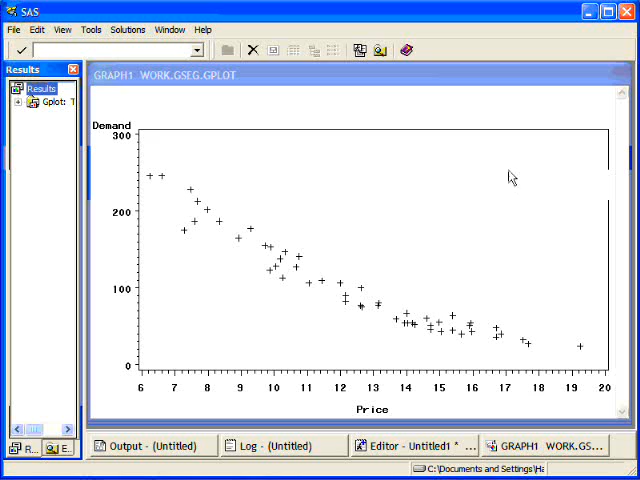 SAS
File Edit View Tools Solutions Window Help
Results
GRAPH1 WORK.GSEG.GPLOT
Results
Gplot: T
Demand
300
200
100
0
6 7 8 9 10 11 12 13 14 15 16 17 18 19 20
Price
R... E...
Output - (Untitled) Log - (Untitled) Editor - Untitled1 * ... GRAPH1 WORK.GS...
C:\Documents and Settings\Ha